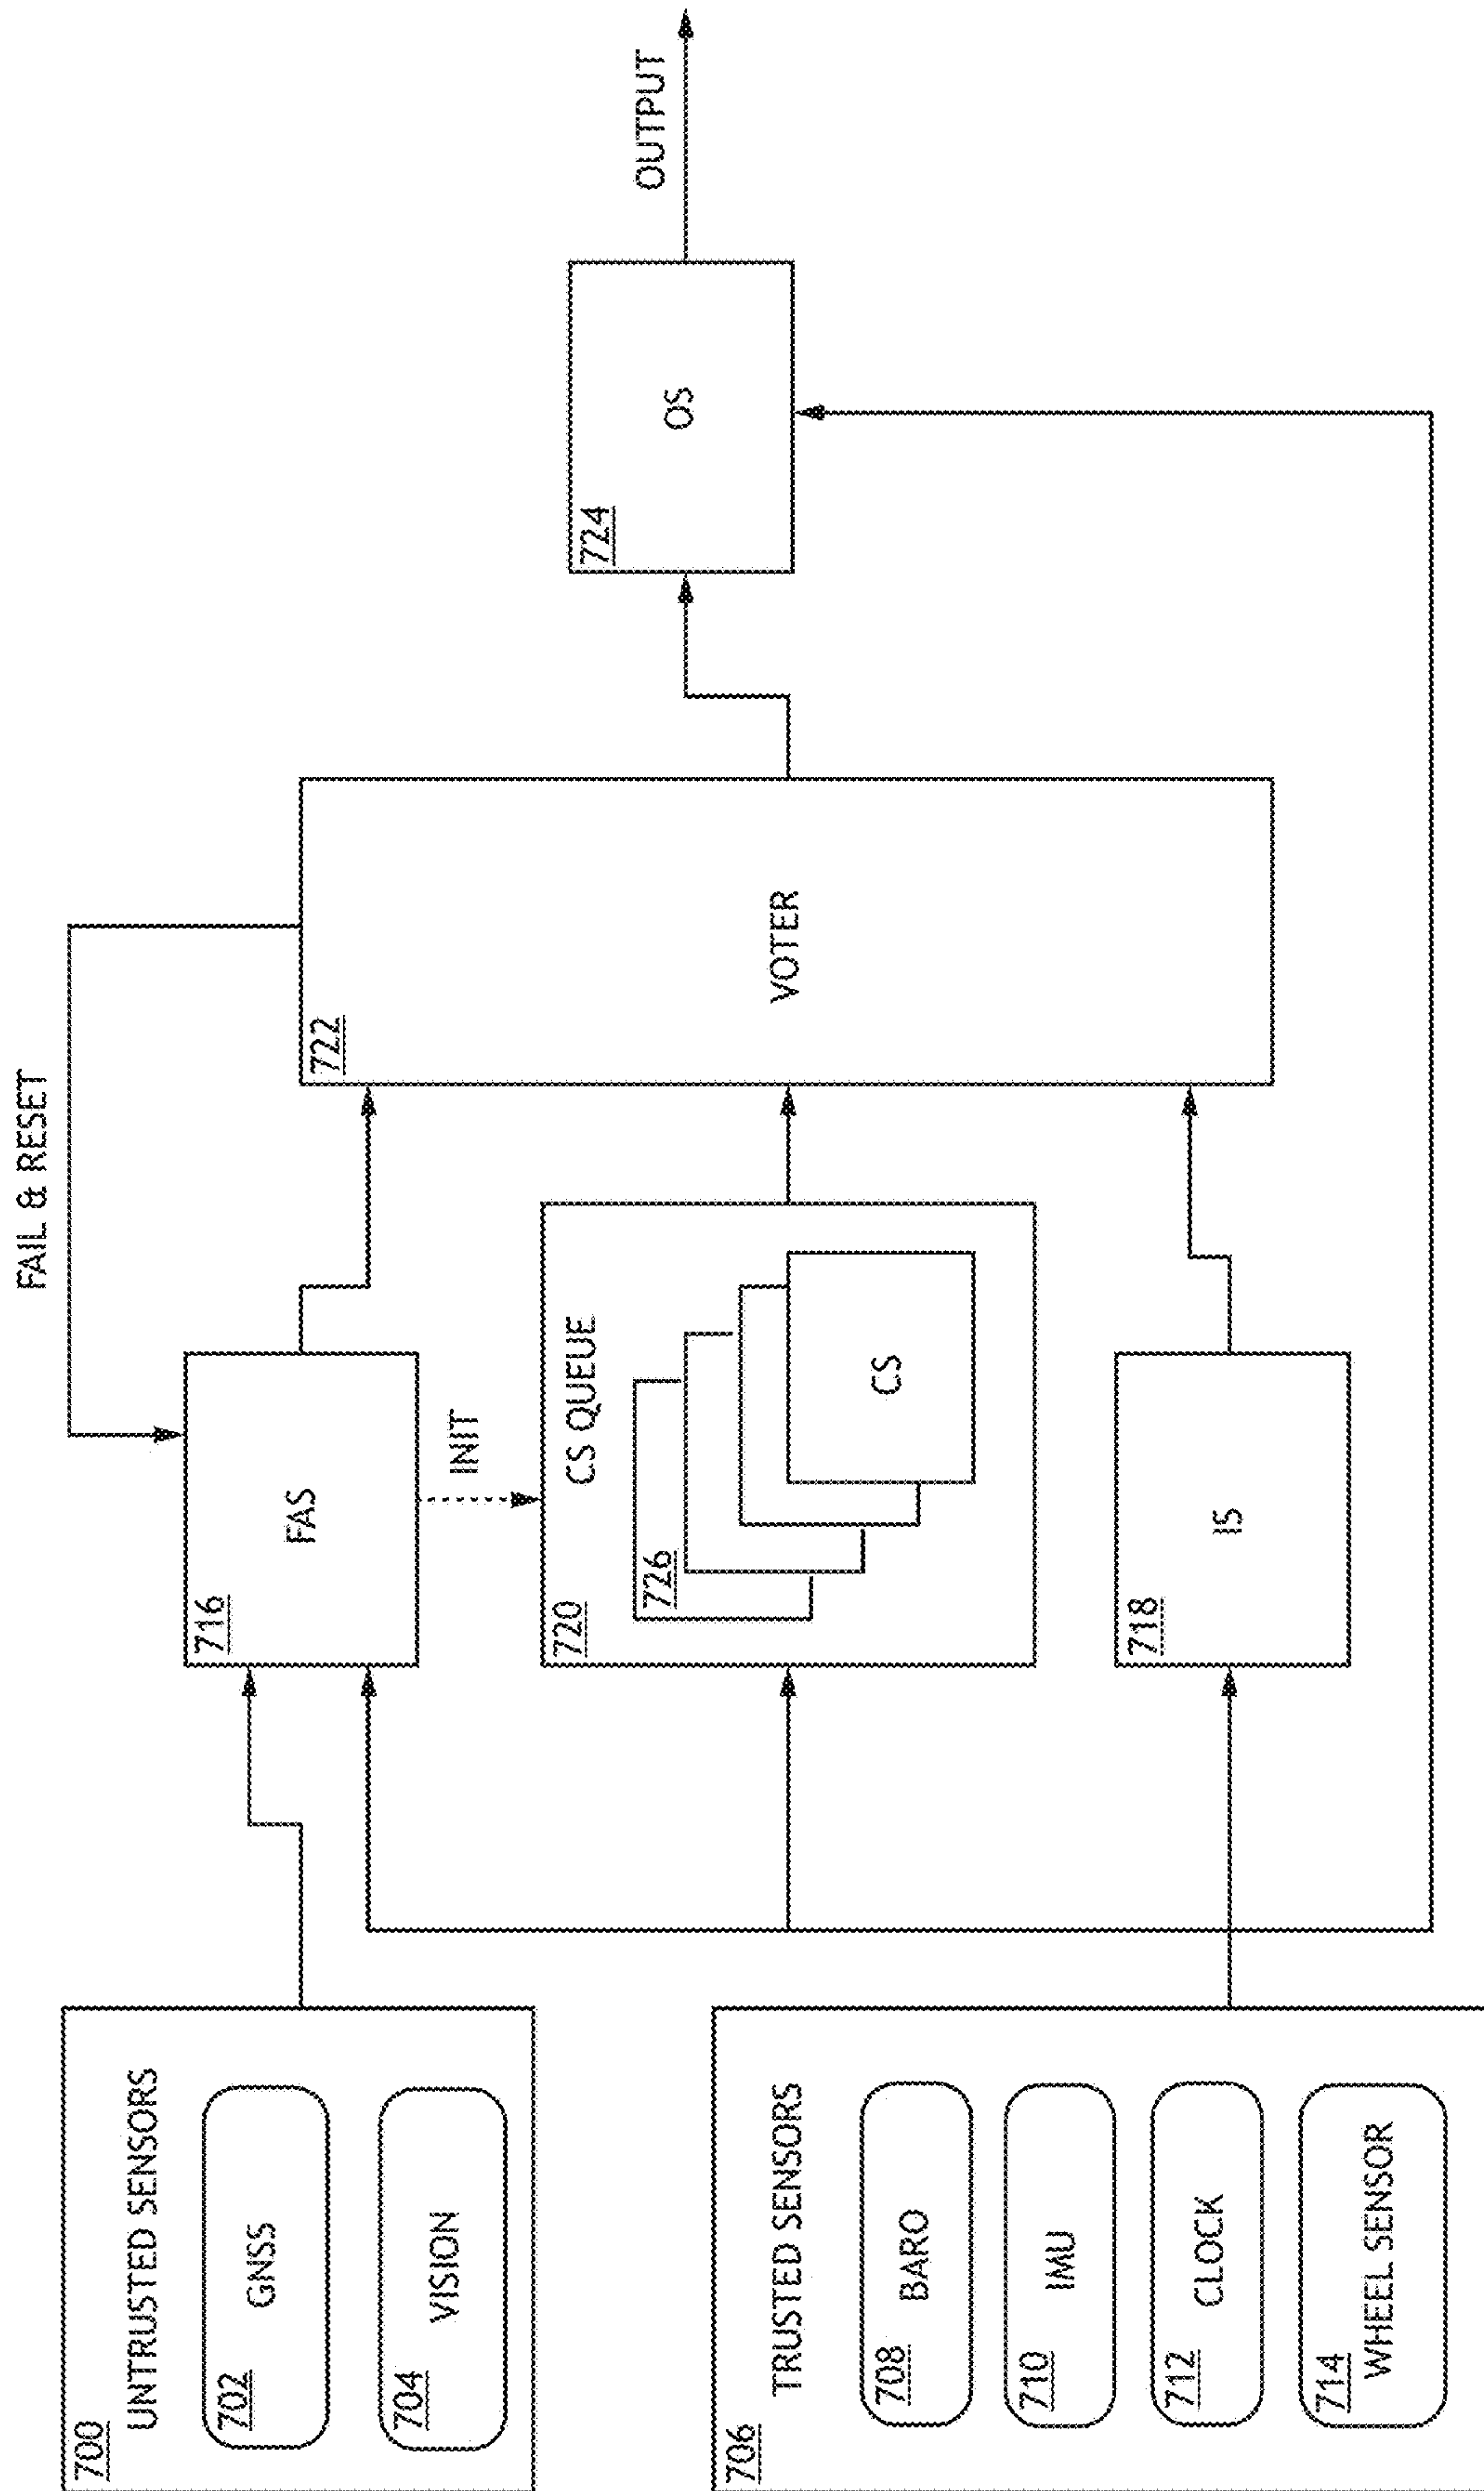 700
UNTRUSTED SENSORS
702
GNSS
704
VISION
706
TRUSTED SENSORS
708
BARO
710
IMU
712
CLOCK
714
WHEEL SENSOR
716
FAS
INIT
720
CS QUEUE
726
CS
718
IS
FAIL & RESET
722
VOTER
724
OS
OUTPUT